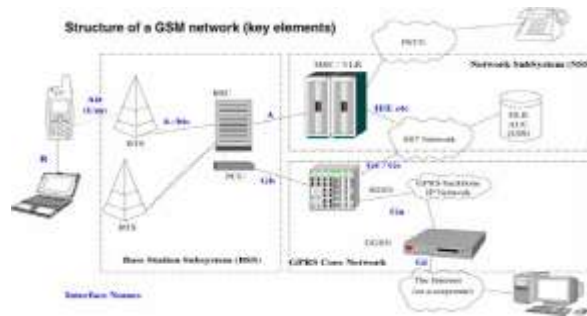 Structure of a GSM network (key elements)
PSTN
Network Subsystem (NSS)
MSC / VLR
BSC
Air
(Um)
A-bis
A
BTS
SS7 Network
HLR
R
PCU
Gb
SGSN
GPRS Backbone
IP Network
Gn
BTS
GGSN
Gi
Base Station Subsystem (BSS)
GPRS Core Network
The Internet
Interface Names